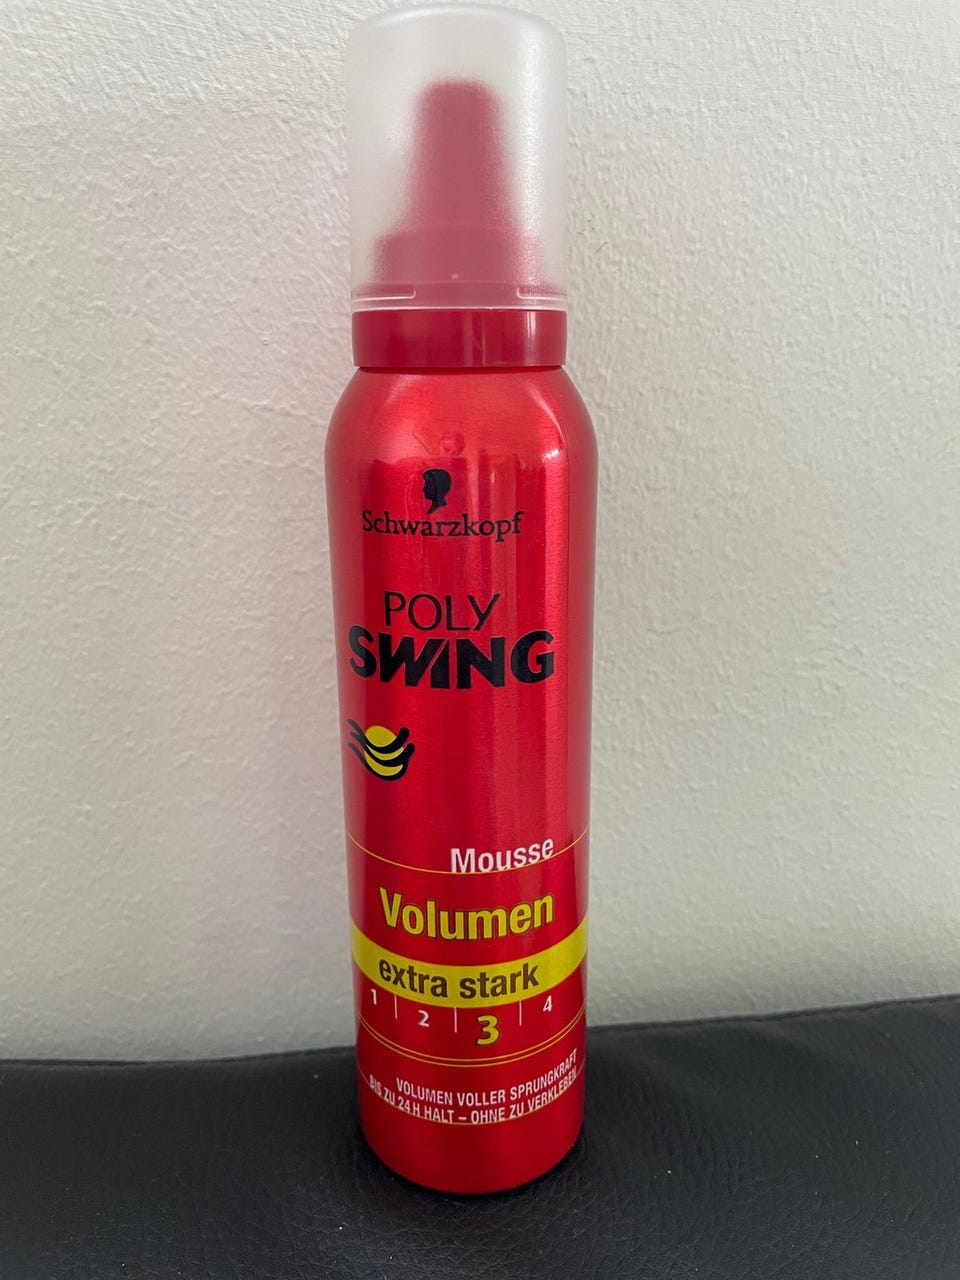 Schwarzkopf
POLY
SWING
Mousse
Volumen
extra stark
1 2 3 4
VOLUMEN VOLLER SPRUNGKRAFT
BIS ZU 24 H HALT – OHNE ZU VERKLEBEN